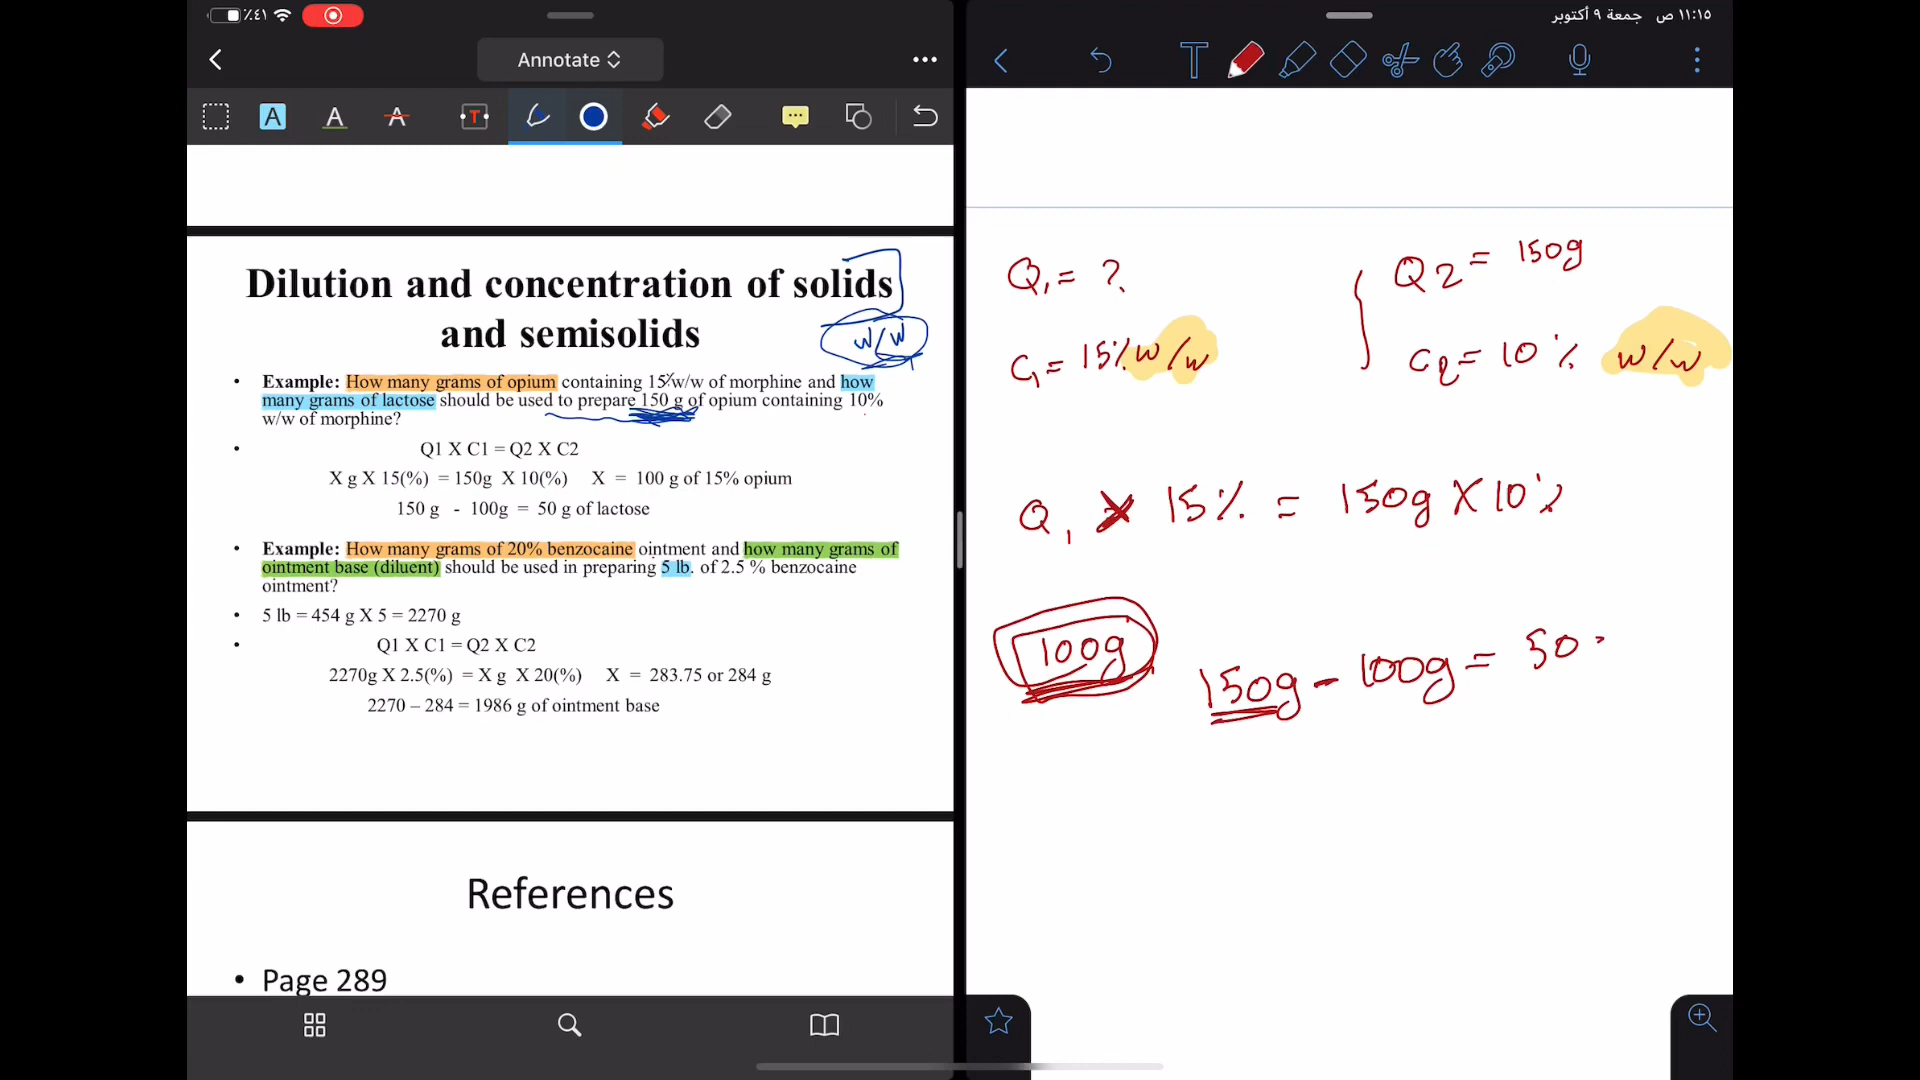 ٪٤١
١١:١٥ ص جمعة ٩ أكتوبر
Annotate
A A A T T
Dilution and concentration of solids
and semisolids
w/w
• Example: How many grams of opium containing 15%w/w of morphine and how
many grams of lactose should be used to prepare 150 g of opium containing 10%
w/w of morphine?
• Q1 X C1 = Q2 X C2
X g X 15(%) = 150g X 10(%) X = 100 g of 15% opium
150 g - 100g = 50 g of lactose
• Example: How many grams of 20% benzocaine ointment and how many grams of
ointment base (diluent) should be used in preparing 5 lb. of 2.5 % benzocaine
ointment?
• 5 lb = 454 g X 5 = 2270 g
• Q1 X C1 = Q2 X C2
2270g X 2.5(%) = X g X 20(%) X = 283.75 or 284 g
2270 – 284 = 1986 g of ointment base
References
• Page 289
Q1 = ?
Q2 = 150g
C1 = 15% w/w
C2 = 10% w/w
Q1 X 15% = 150g X 10%
100g
150g - 100g = 50